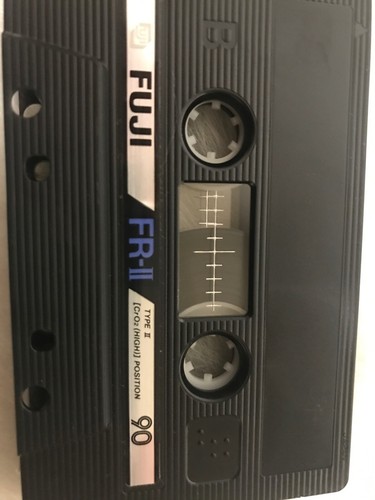 B
FUJI
FR-II
TYPE II
[CrO2(HIGH)] POSITION
90